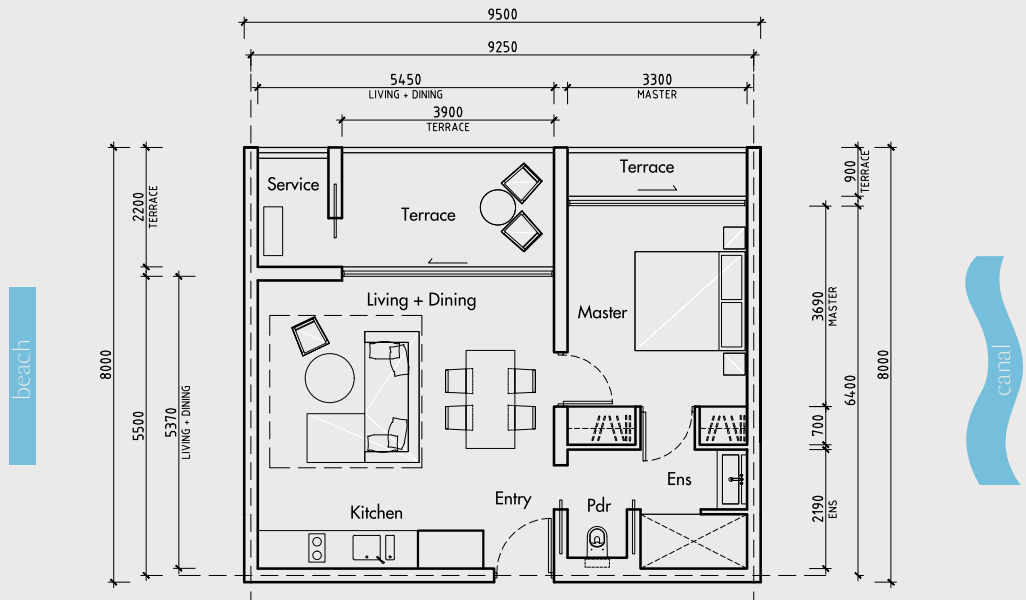 9500
9250
5450
LIVING + DINING
3300
MASTER
3900
TERRACE
2200
TERRACE
8000
5500
5370
LIVING + DINING
900
TERRACE
3690
MASTER
6400
8000
700
2190
ENS
Service
Terrace
Terrace
Living + Dining
Master
Ens
Entry
Pdr
Kitchen
beach
canal